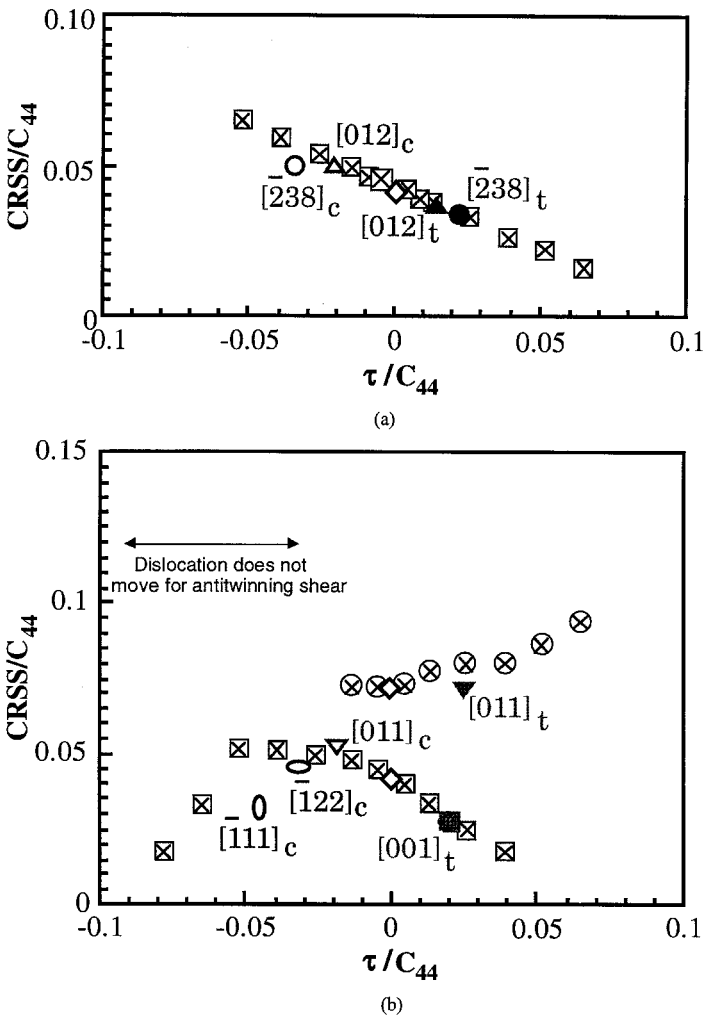 0.10
CRSS/C44
0.05
0
[012]c
[̅238]c
[̅238]t
[012]t
-0.1 -0.05 0 0.05 0.1
τ/C44
(a)
0.15
Dislocation does not
move for antitwinning shear
0.1
CRSS/C44
[011]t
[011]c
0.05
[̅122]c
[̅111]c
[001]t
0
-0.1 -0.05 0 0.05 0.1
τ/C44
(b)